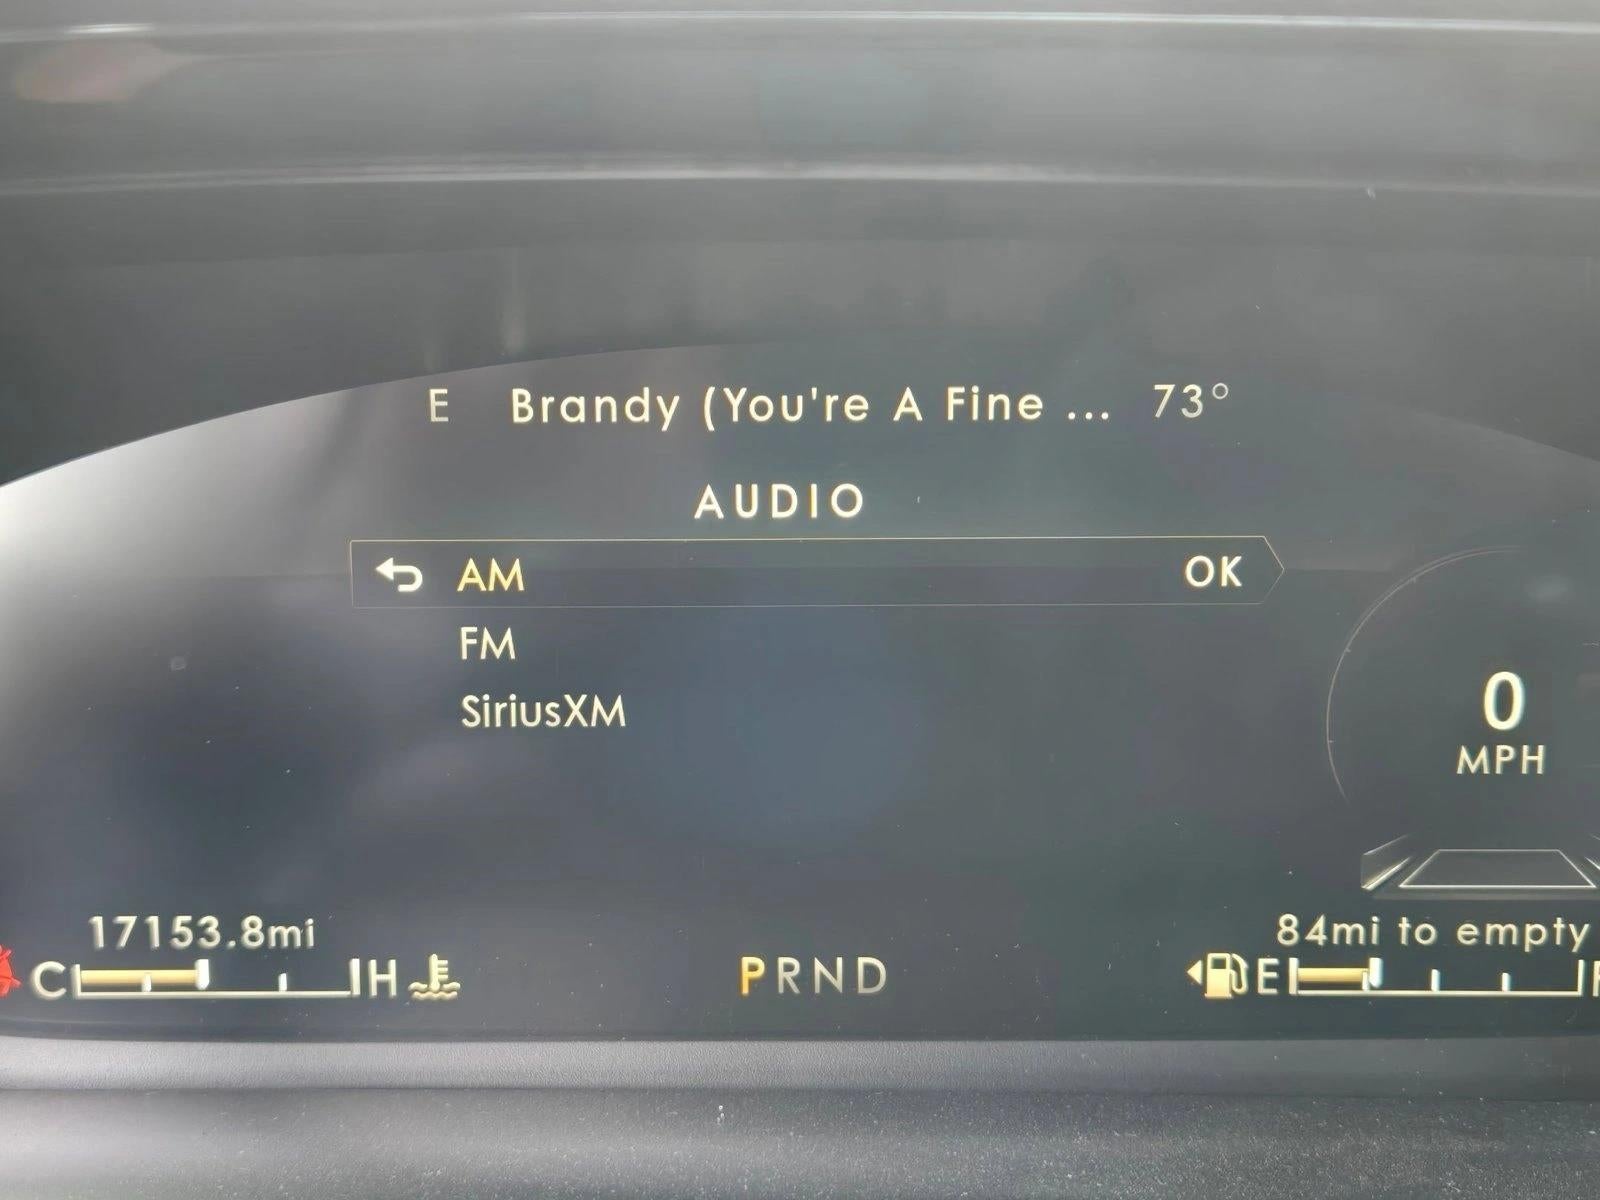 E Brandy (You're A Fine ... 73°
AUDIO
AM OK
FM
SiriusXM
0
MPH
17153.8mi 84mi to empty
C H PRND E